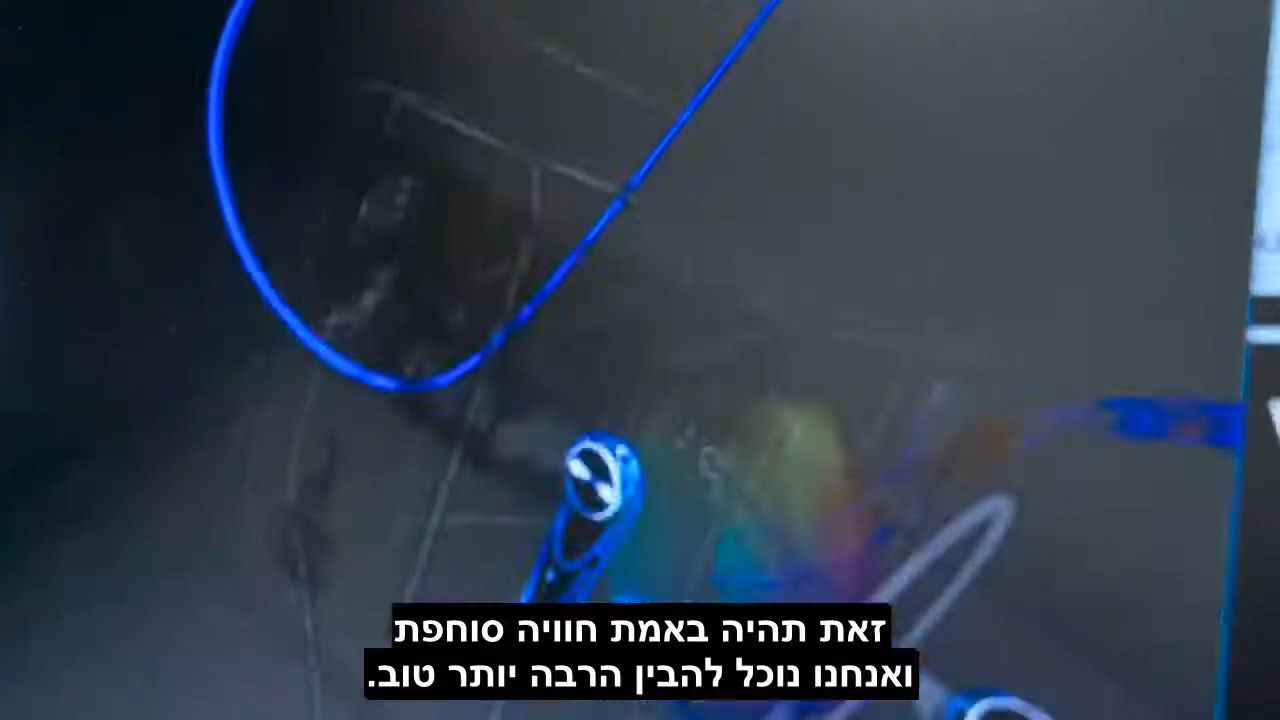 זאת תהיה באמת חוויה סוחפת
ואנחנו נוכל להבין הרבה יותר טוב.